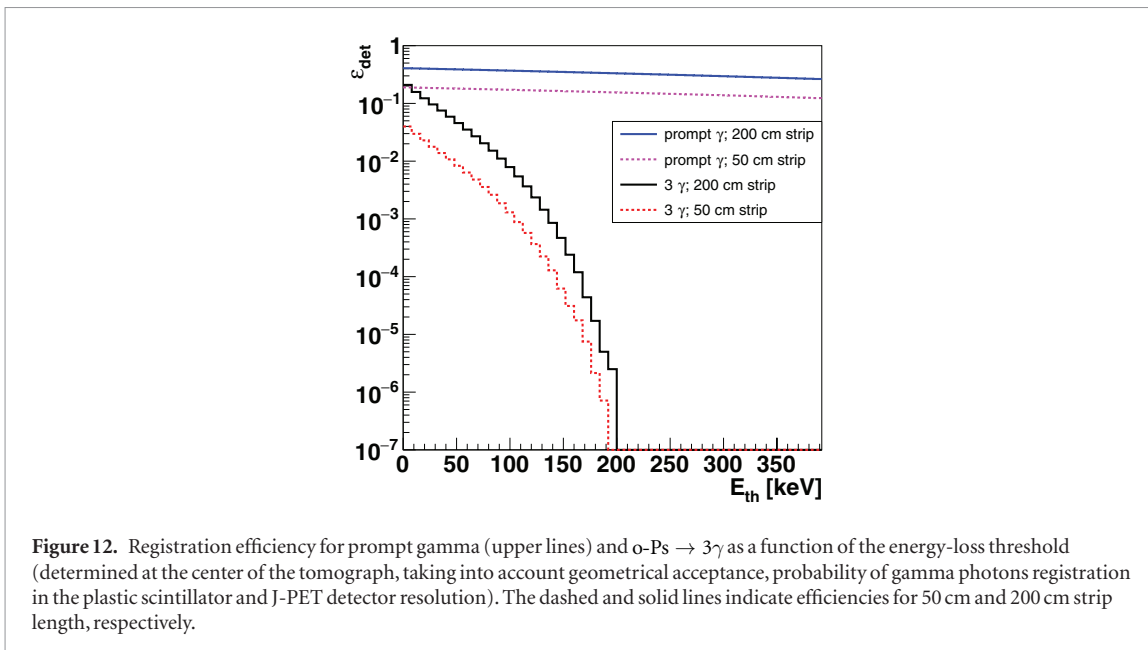 ε_det
1
10⁻¹
10⁻²
10⁻³
10⁻⁴
10⁻⁵
10⁻⁶
10⁻⁷
prompt γ; 200 cm strip
prompt γ; 50 cm strip
3 γ; 200 cm strip
3 γ; 50 cm strip
0 50 100 150 200 250 300 350
E_th [keV]
Figure 12. Registration efficiency for prompt gamma (upper lines) and o-Ps → 3γ as a function of the energy-loss threshold
(determined at the center of the tomograph, taking into account geometrical acceptance, probability of gamma photons registration
in the plastic scintillator and J-PET detector resolution). The dashed and solid lines indicate efficiencies for 50 cm and 200 cm strip
length, respectively.